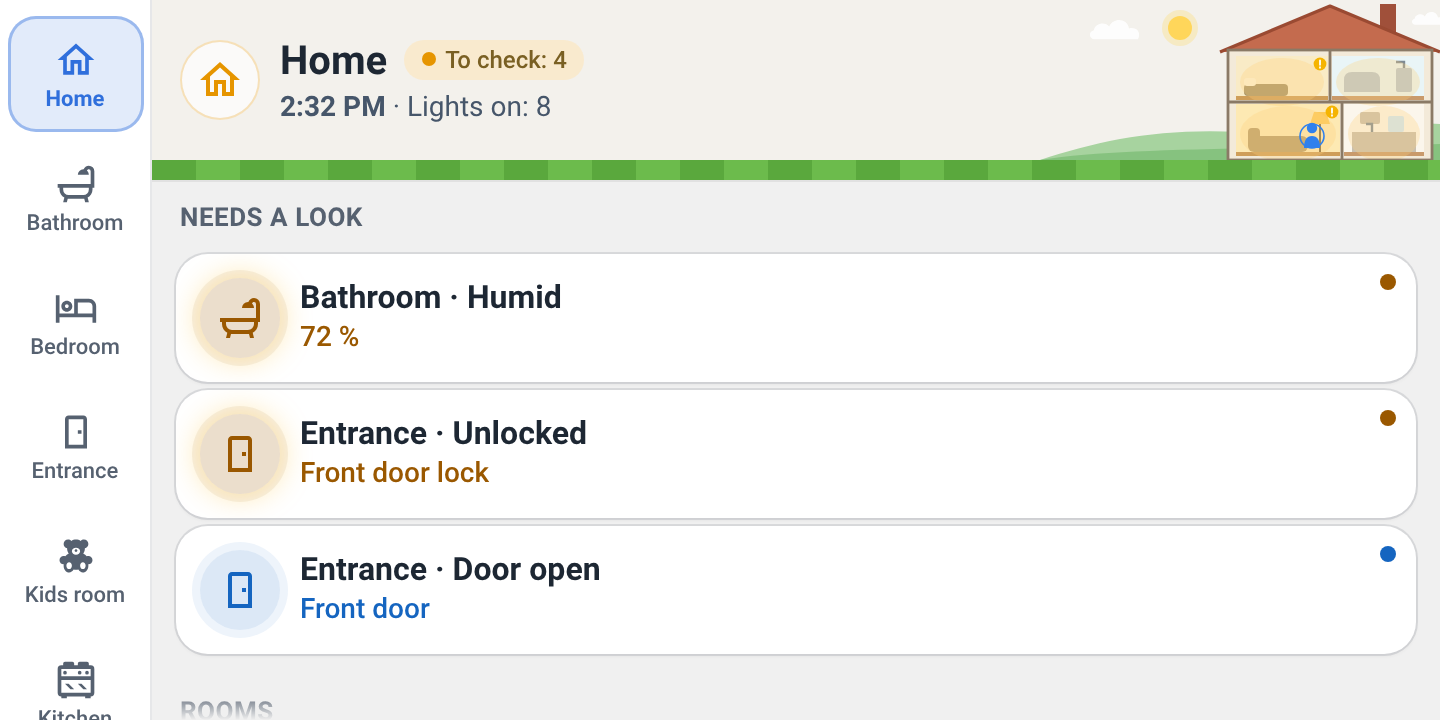 Home
Bathroom
Bedroom
Entrance
Kids room
Kitchen
Home
To check: 4
2:32 PM · Lights on: 8
NEEDS A LOOK
Bathroom · Humid
72 %
Entrance · Unlocked
Front door lock
Entrance · Door open
Front door
ROOMS